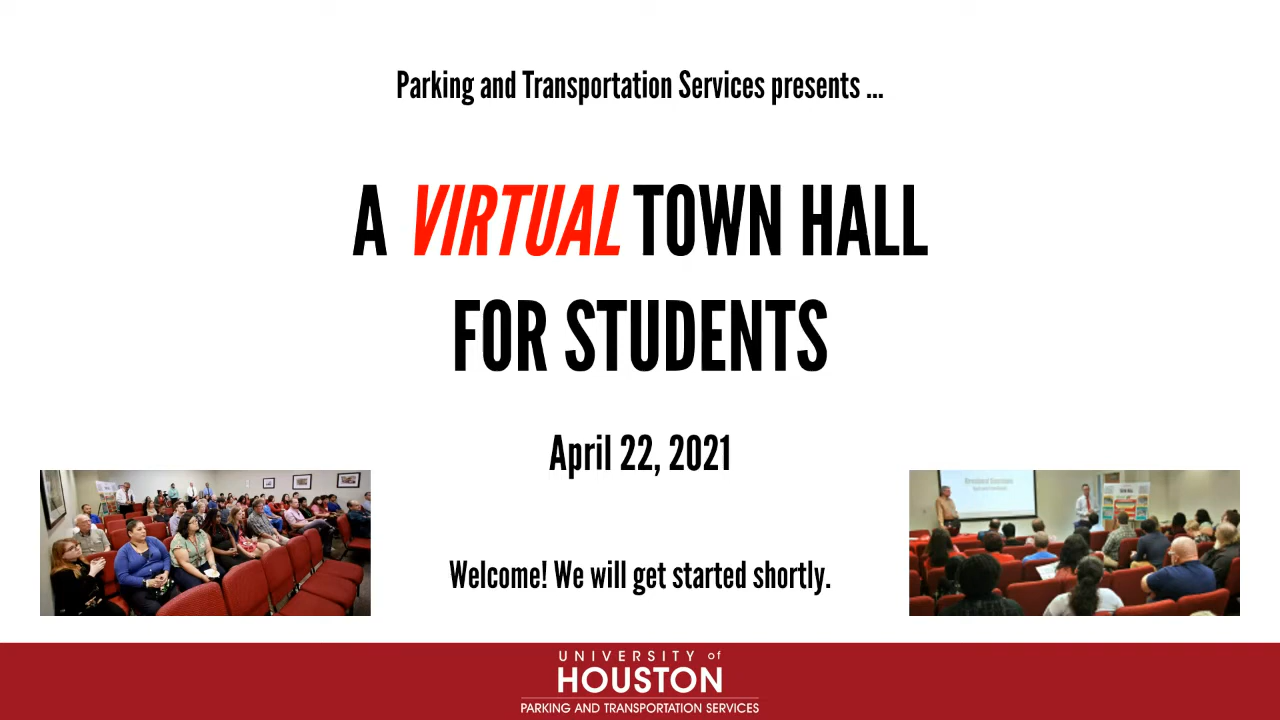 Parking and Transportation Services presents ...
A VIRTUAL TOWN HALL
FOR STUDENTS
April 22, 2021
Welcome! We will get started shortly.
UNIVERSITY of
HOUSTON
PARKING AND TRANSPORTATION SERVICES